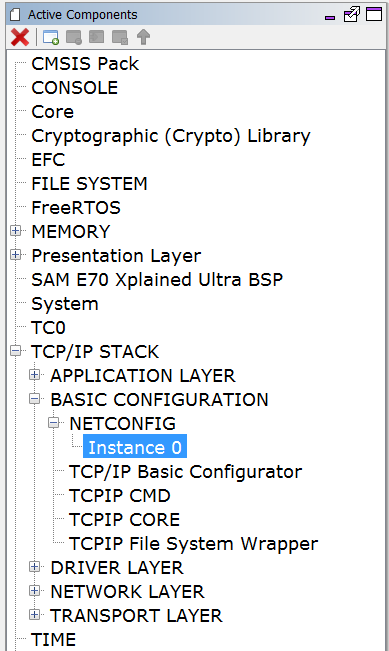 Active Components
CMSIS Pack
CONSOLE
Core
Cryptographic (Crypto) Library
EFC
FILE SYSTEM
FreeRTOS
MEMORY
Presentation Layer
SAM E70 Xplained Ultra BSP
System
TC0
TCP/IP STACK
APPLICATION LAYER
BASIC CONFIGURATION
NETCONFIG
Instance 0
TCP/IP Basic Configurator
TCPIP CMD
TCPIP CORE
TCPIP File System Wrapper
DRIVER LAYER
NETWORK LAYER
TRANSPORT LAYER
TIME